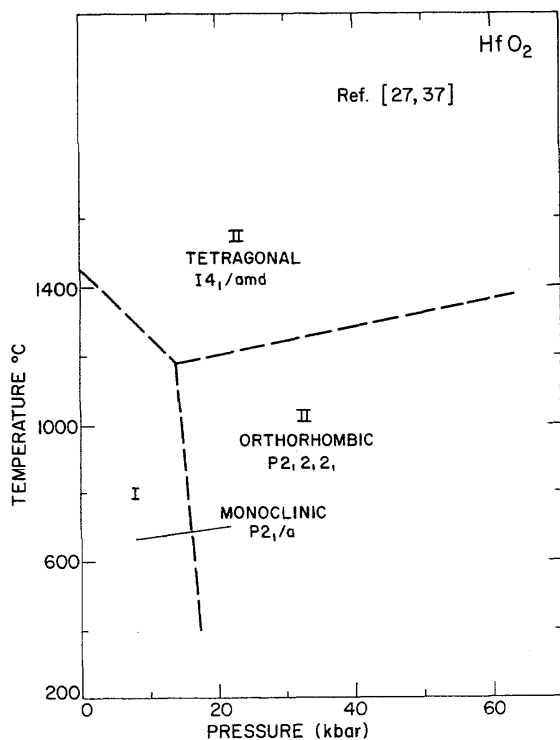 HfO₂
Ref. [27,37]
II
TETRAGONAL
I4₁/amd
1400
1000
600
200
TEMPERATURE °C
II
ORTHORHOMBIC
P2₁2₁2₁
I
MONOCLINIC
P2₁/a
0 20 40 60
PRESSURE (kbar)